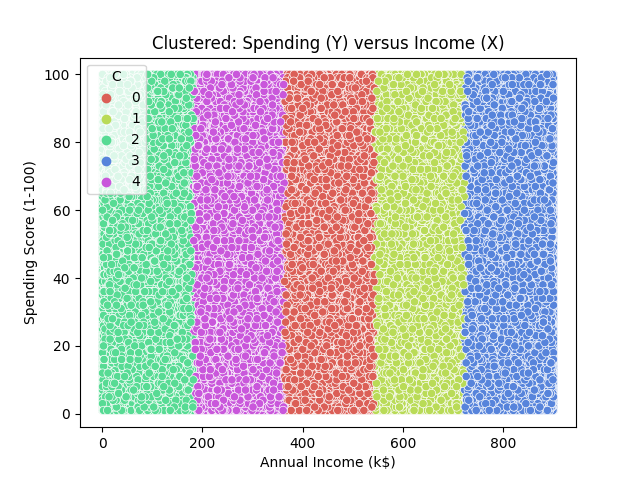 Clustered: Spending (Y) versus Income (X)
Spending Score (1-100)
100
80
60
40
20
0
C
0
1
2
3
4
0 200 400 600 800
Annual Income (k$)